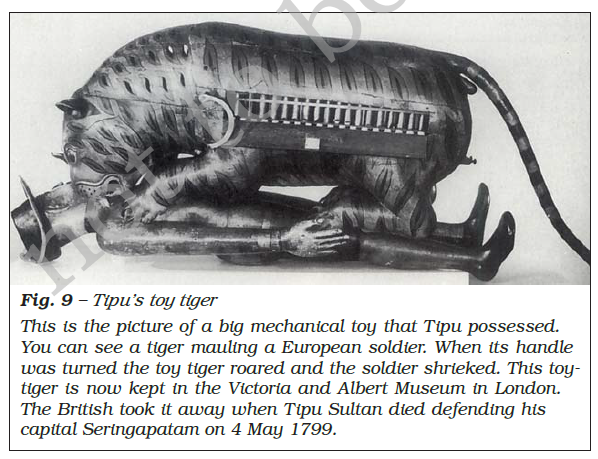 not to be
Fig. 9 – Tipu's toy tiger
This is the picture of a big mechanical toy that Tipu possessed.
You can see a tiger mauling a European soldier. When its handle
was turned the toy tiger roared and the soldier shrieked. This toy-
tiger is now kept in the Victoria and Albert Museum in London.
The British took it away when Tipu Sultan died defending his
capital Seringapatam on 4 May 1799.